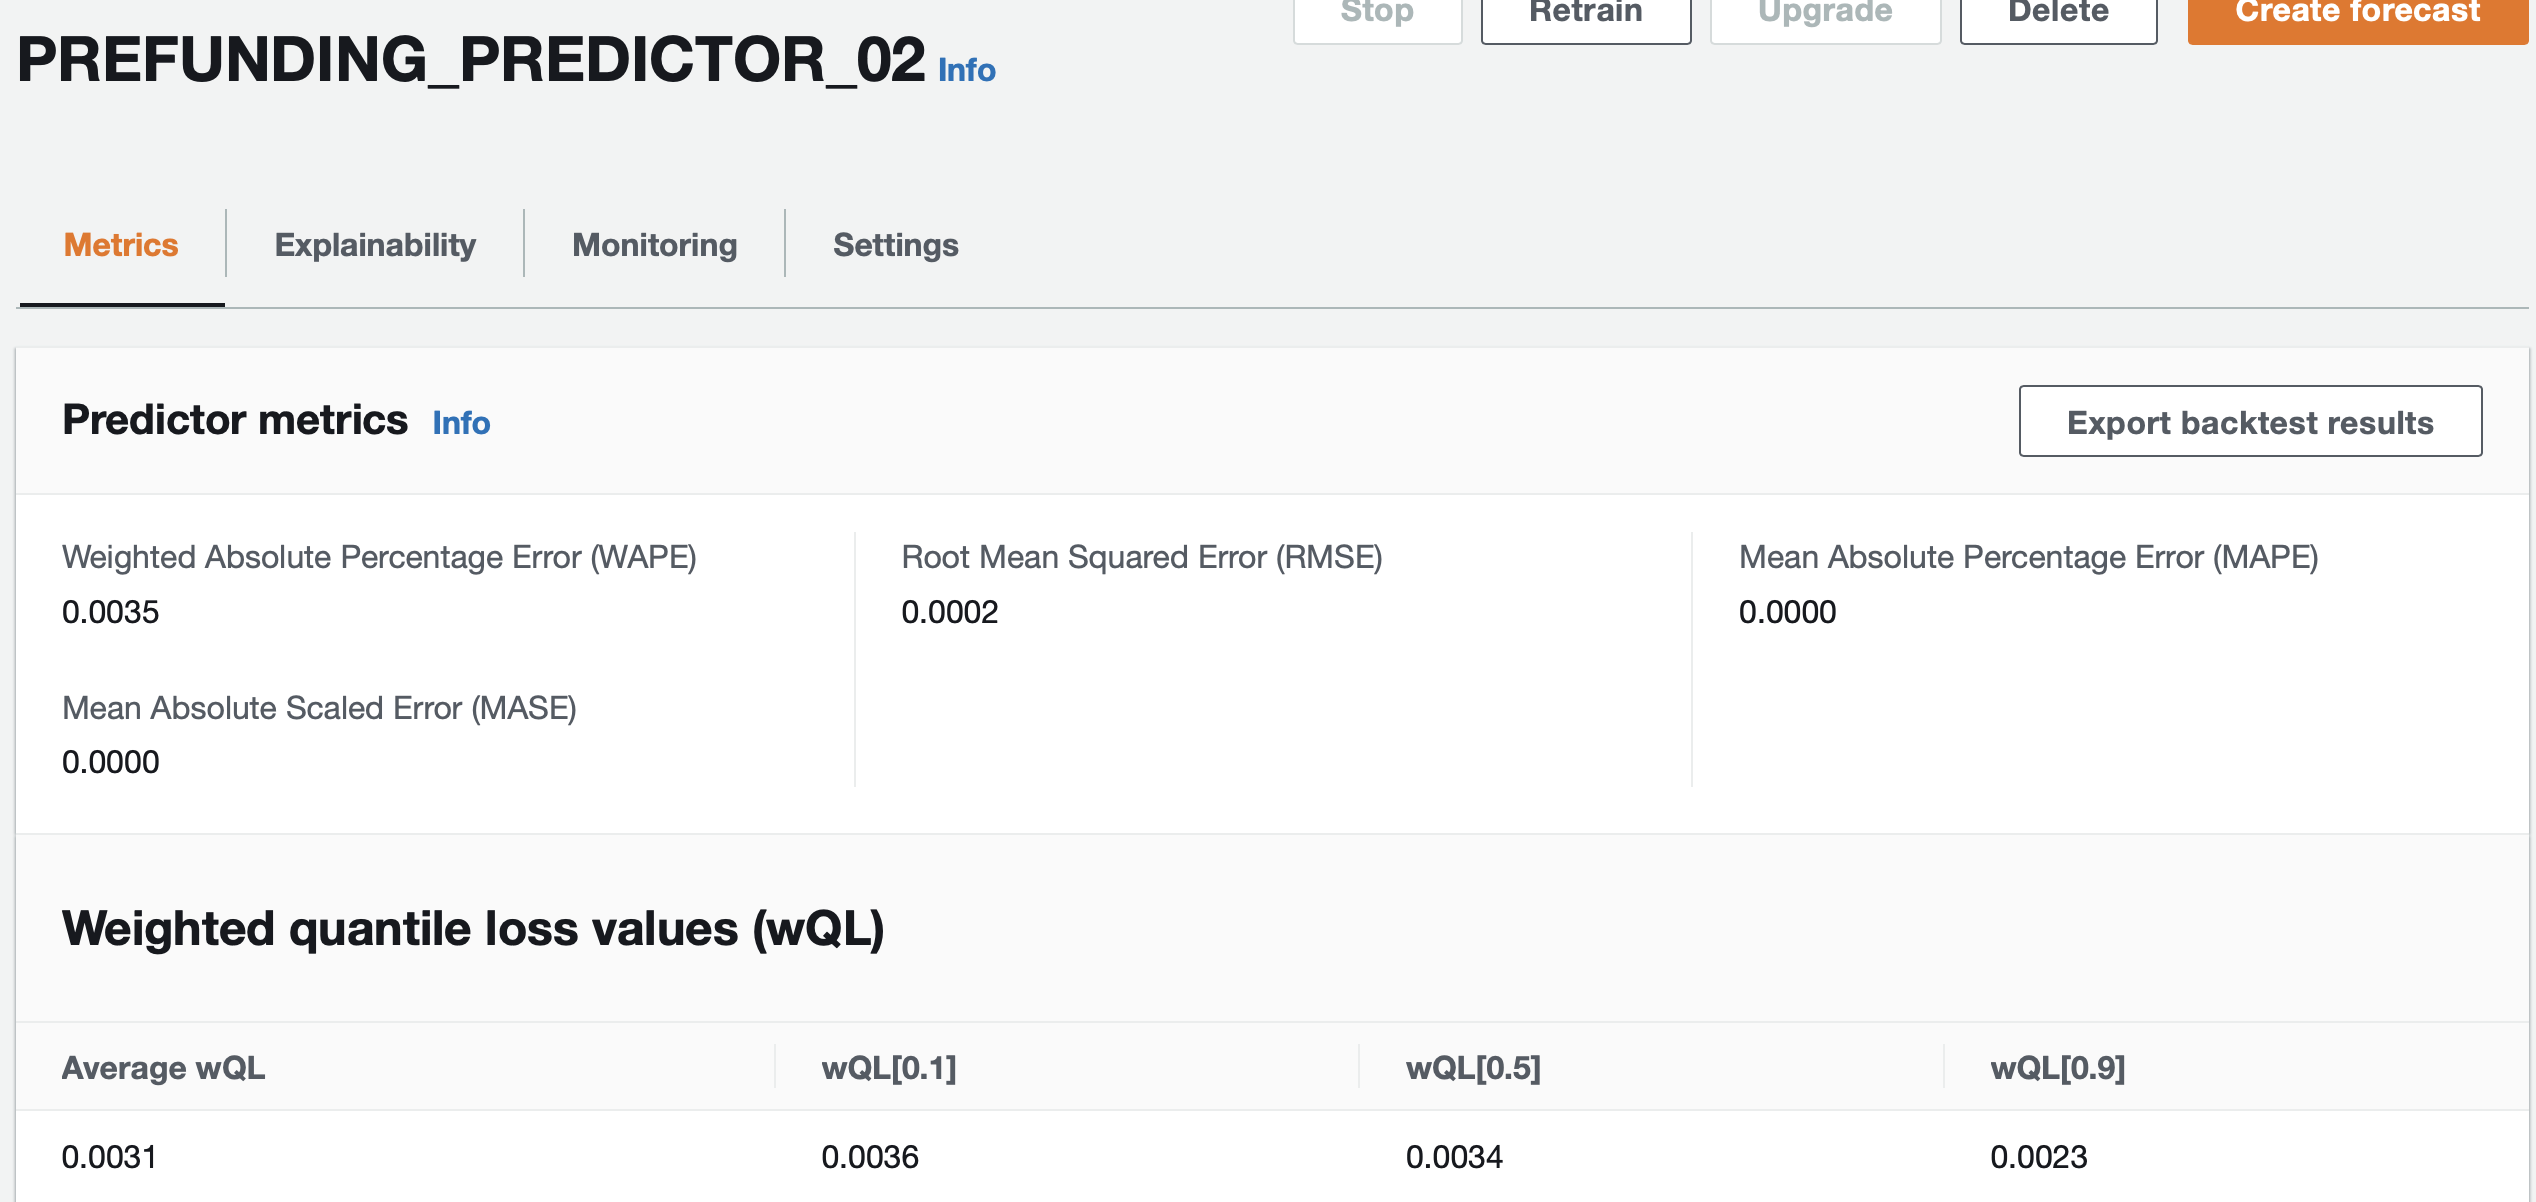 Stop Retrain Upgrade Delete Create forecast
PREFUNDING_PREDICTOR_02 Info
Metrics Explainability Monitoring Settings
Predictor metrics Info Export backtest results
Weighted Absolute Percentage Error (WAPE) Root Mean Squared Error (RMSE) Mean Absolute Percentage Error (MAPE)
0.0035 0.0002 0.0000
Mean Absolute Scaled Error (MASE)
0.0000
Weighted quantile loss values (wQL)
Average wQL wQL[0.1] wQL[0.5] wQL[0.9]
0.0031 0.0036 0.0034 0.0023